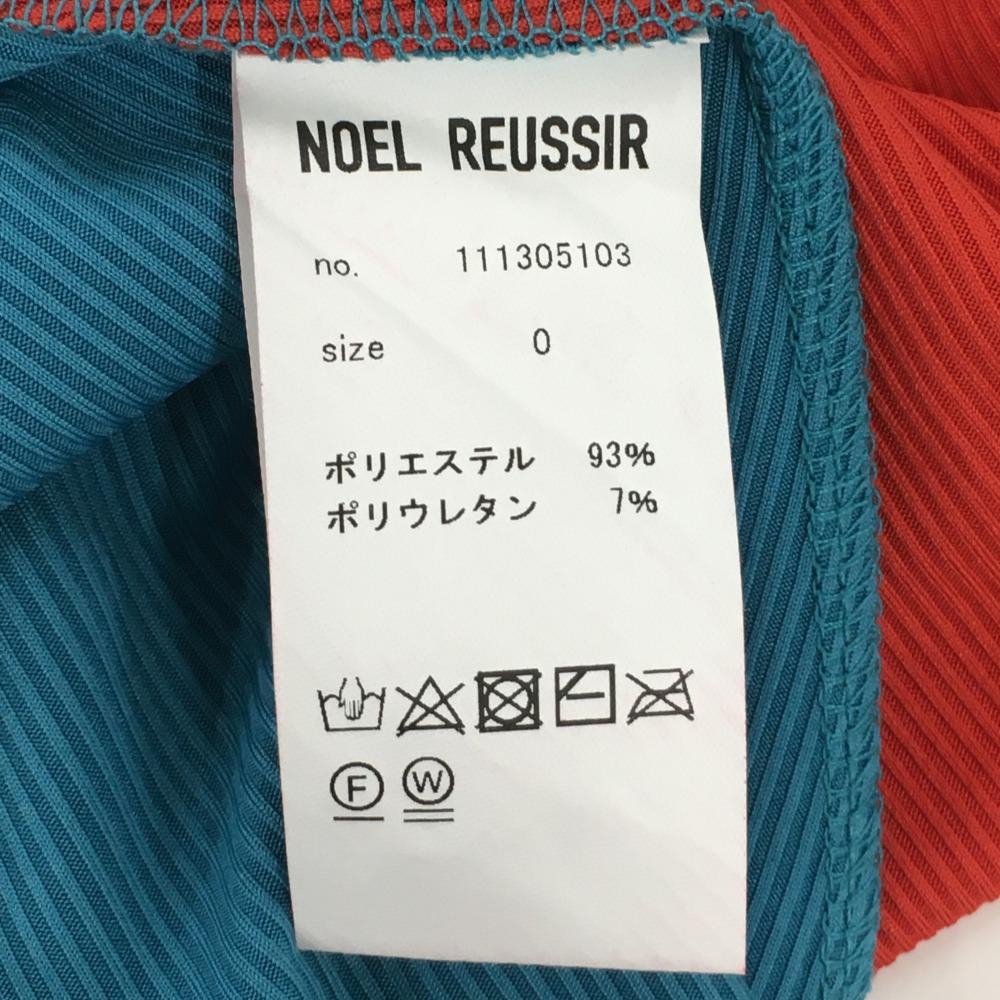 NOEL REUSSIR
no. 111305103
size 0
ポリエステル 93%
ポリウレタン 7%
F W